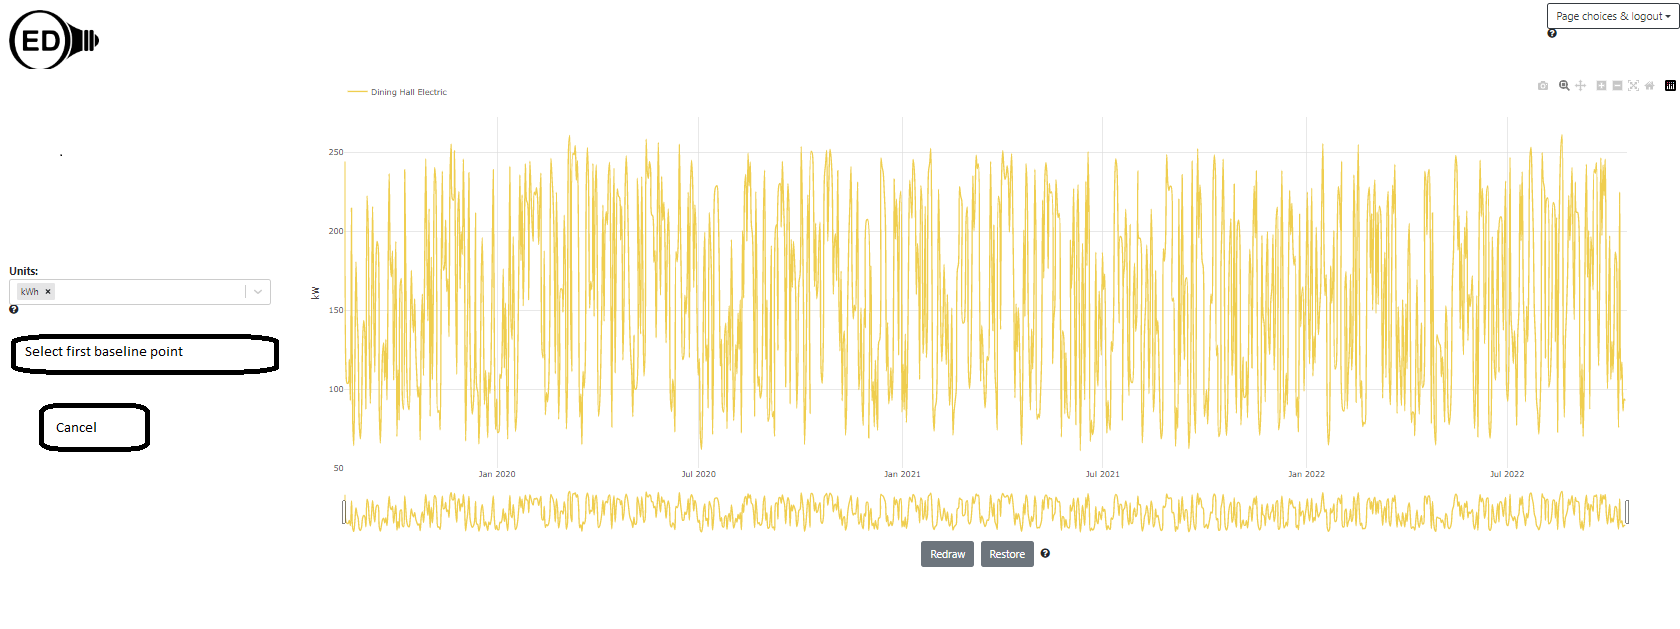 ED
Page choices & logout
Dining Hall Electric
Units:
kWh ×
Select first baseline point
Cancel
kW
250
200
150
100
50
Jan 2020
Jul 2020
Jan 2021
Jul 2021
Jan 2022
Jul 2022
Redraw
Restore